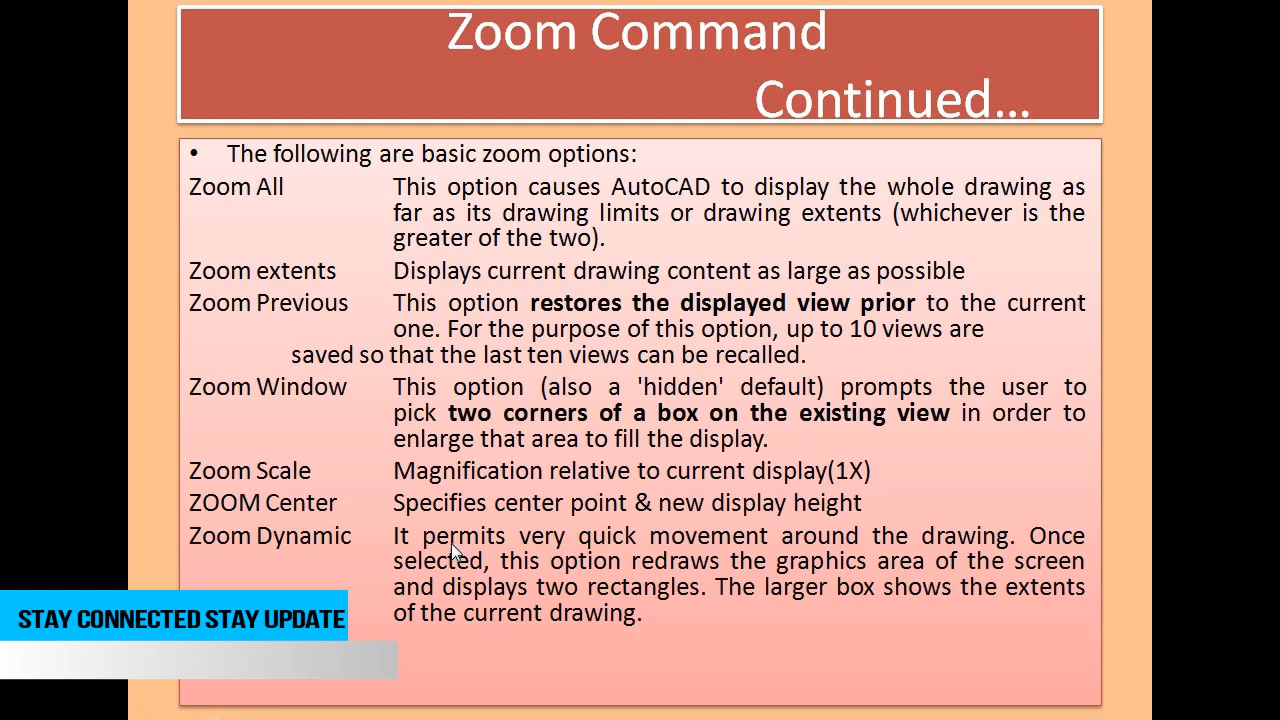 Zoom Command
Continued...
• The following are basic zoom options:
Zoom All This option causes AutoCAD to display the whole drawing as
far as its drawing limits or drawing extents (whichever is the
greater of the two).
Zoom extents Displays current drawing content as large as possible
Zoom Previous This option restores the displayed view prior to the current
one. For the purpose of this option, up to 10 views are
saved so that the last ten views can be recalled.
Zoom Window This option (also a 'hidden' default) prompts the user to
pick two corners of a box on the existing view in order to
enlarge that area to fill the display.
Zoom Scale Magnification relative to current display(1X)
ZOOM Center Specifies center point & new display height
Zoom Dynamic It permits very quick movement around the drawing. Once
selected, this option redraws the graphics area of the screen
and displays two rectangles. The larger box shows the extents
of the current drawing.
STAY CONNECTED STAY UPDATE